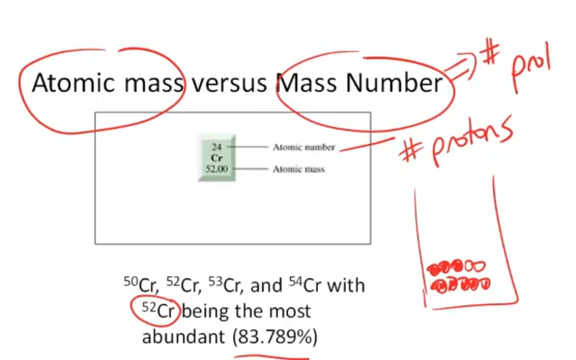 Atomic mass versus Mass Number
#
prol
24
Cr
52.00
Atomic number
Atomic mass
# protons
⁵⁰Cr, ⁵²Cr, ⁵³Cr, and ⁵⁴Cr with
⁵²Cr being the most
abundant (83.789%)